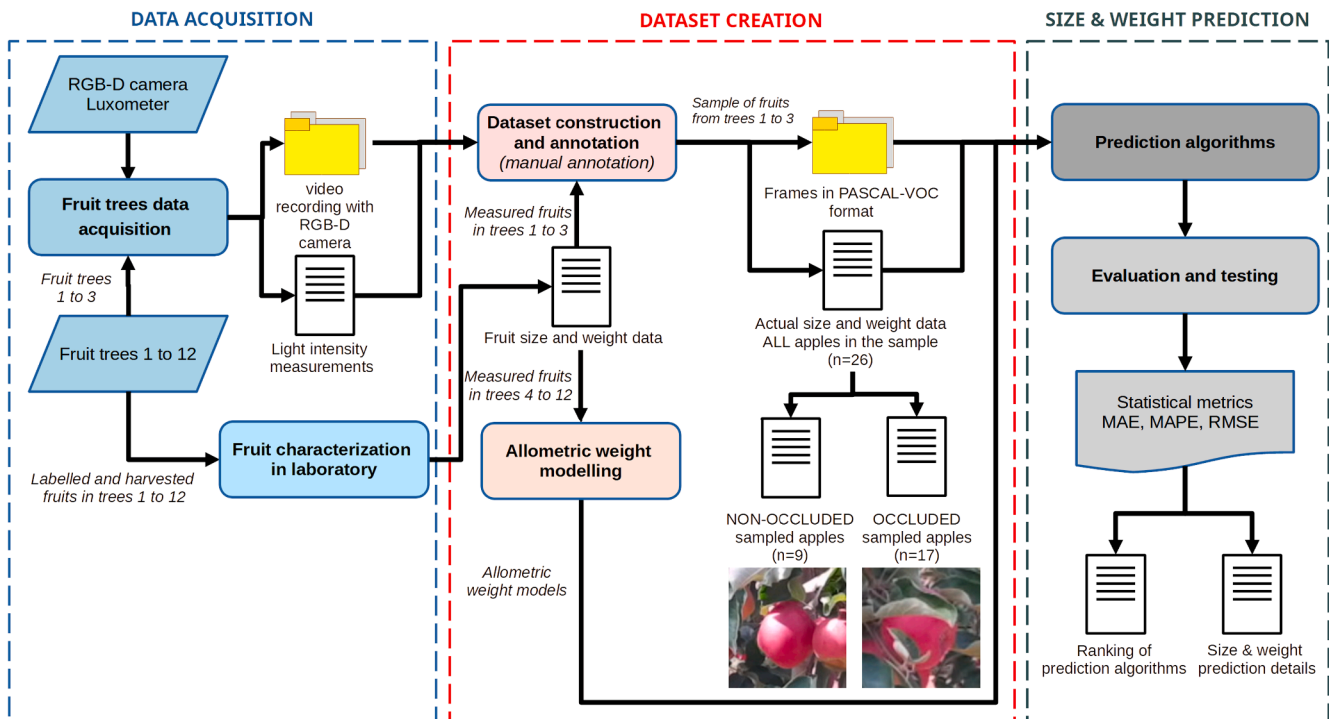 DATA ACQUISITION
RGB-D camera
Luxometer
Fruit trees data
acquisition
Fruit trees
1 to 3
Fruit trees 1 to 12
Labelled and harvested
fruits in trees 1 to 12
video
recording with
RGB-D
camera
Light intensity
measurements
Fruit characterization
in laboratory
DATASET CREATION
Dataset construction
and annotation
(manual annotation)
Measured fruits
in trees 1 to 3
Fruit size and weight data
Measured fruits
in trees 4 to 12
Allometric weight
modelling
Allometric
weight models
Sample of fruits
from trees 1 to 3
Frames in PASCAL-VOC
format
Actual size and weight data
ALL apples in the sample
(n=26)
NON-OCCLUDED
sampled apples
(n=9)
OCCLUDED
sampled apples
(n=17)
SIZE & WEIGHT PREDICTION
Prediction algorithms
Evaluation and testing
Statistical metrics
MAE, MAPE, RMSE
Ranking of
prediction algorithms
Size & weight
prediction details